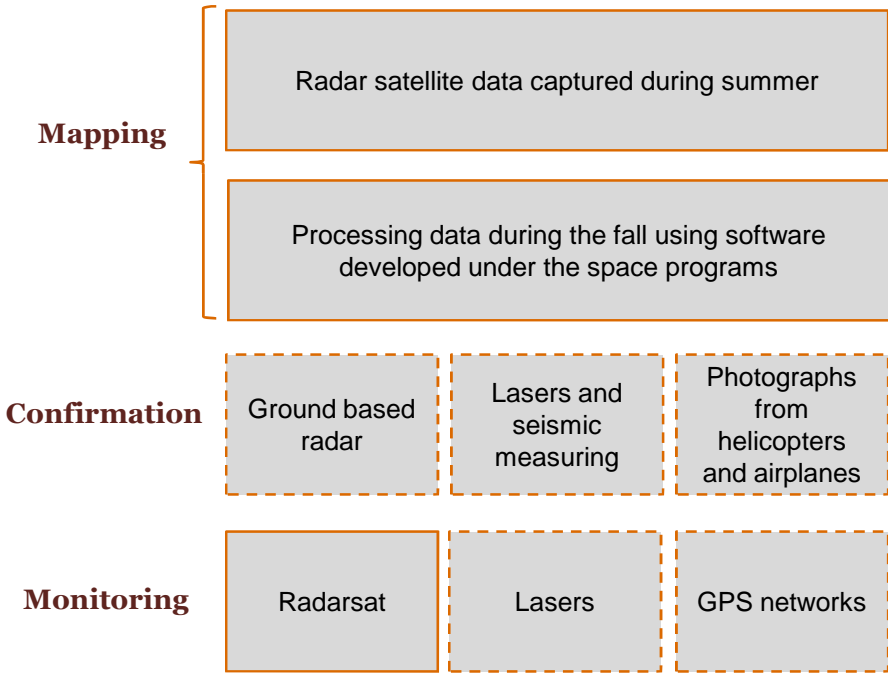 Mapping
Radar satellite data captured during summer
Processing data during the fall using software
developed under the space programs
Confirmation
Ground based
radar
Lasers and
seismic
measuring
Photographs
from
helicopters
and airplanes
Monitoring
Radarsat
Lasers
GPS networks